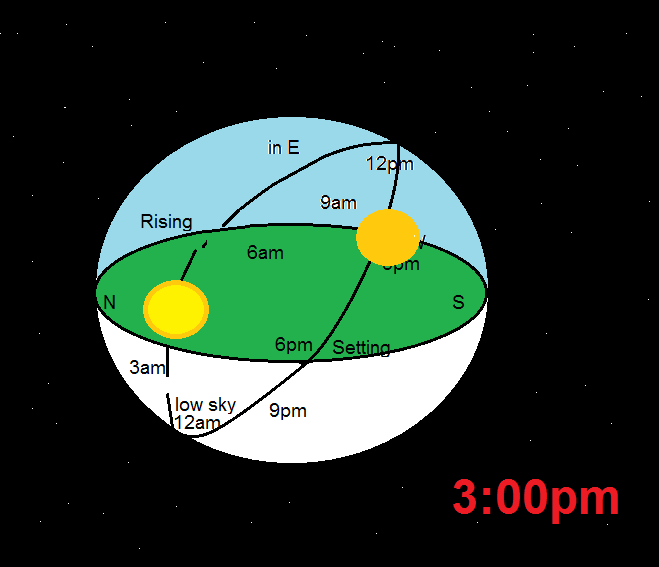 in E
12pm
9am
Rising
6am
N
S
6pm
Setting
3am
low sky
12am
9pm
3:00pm